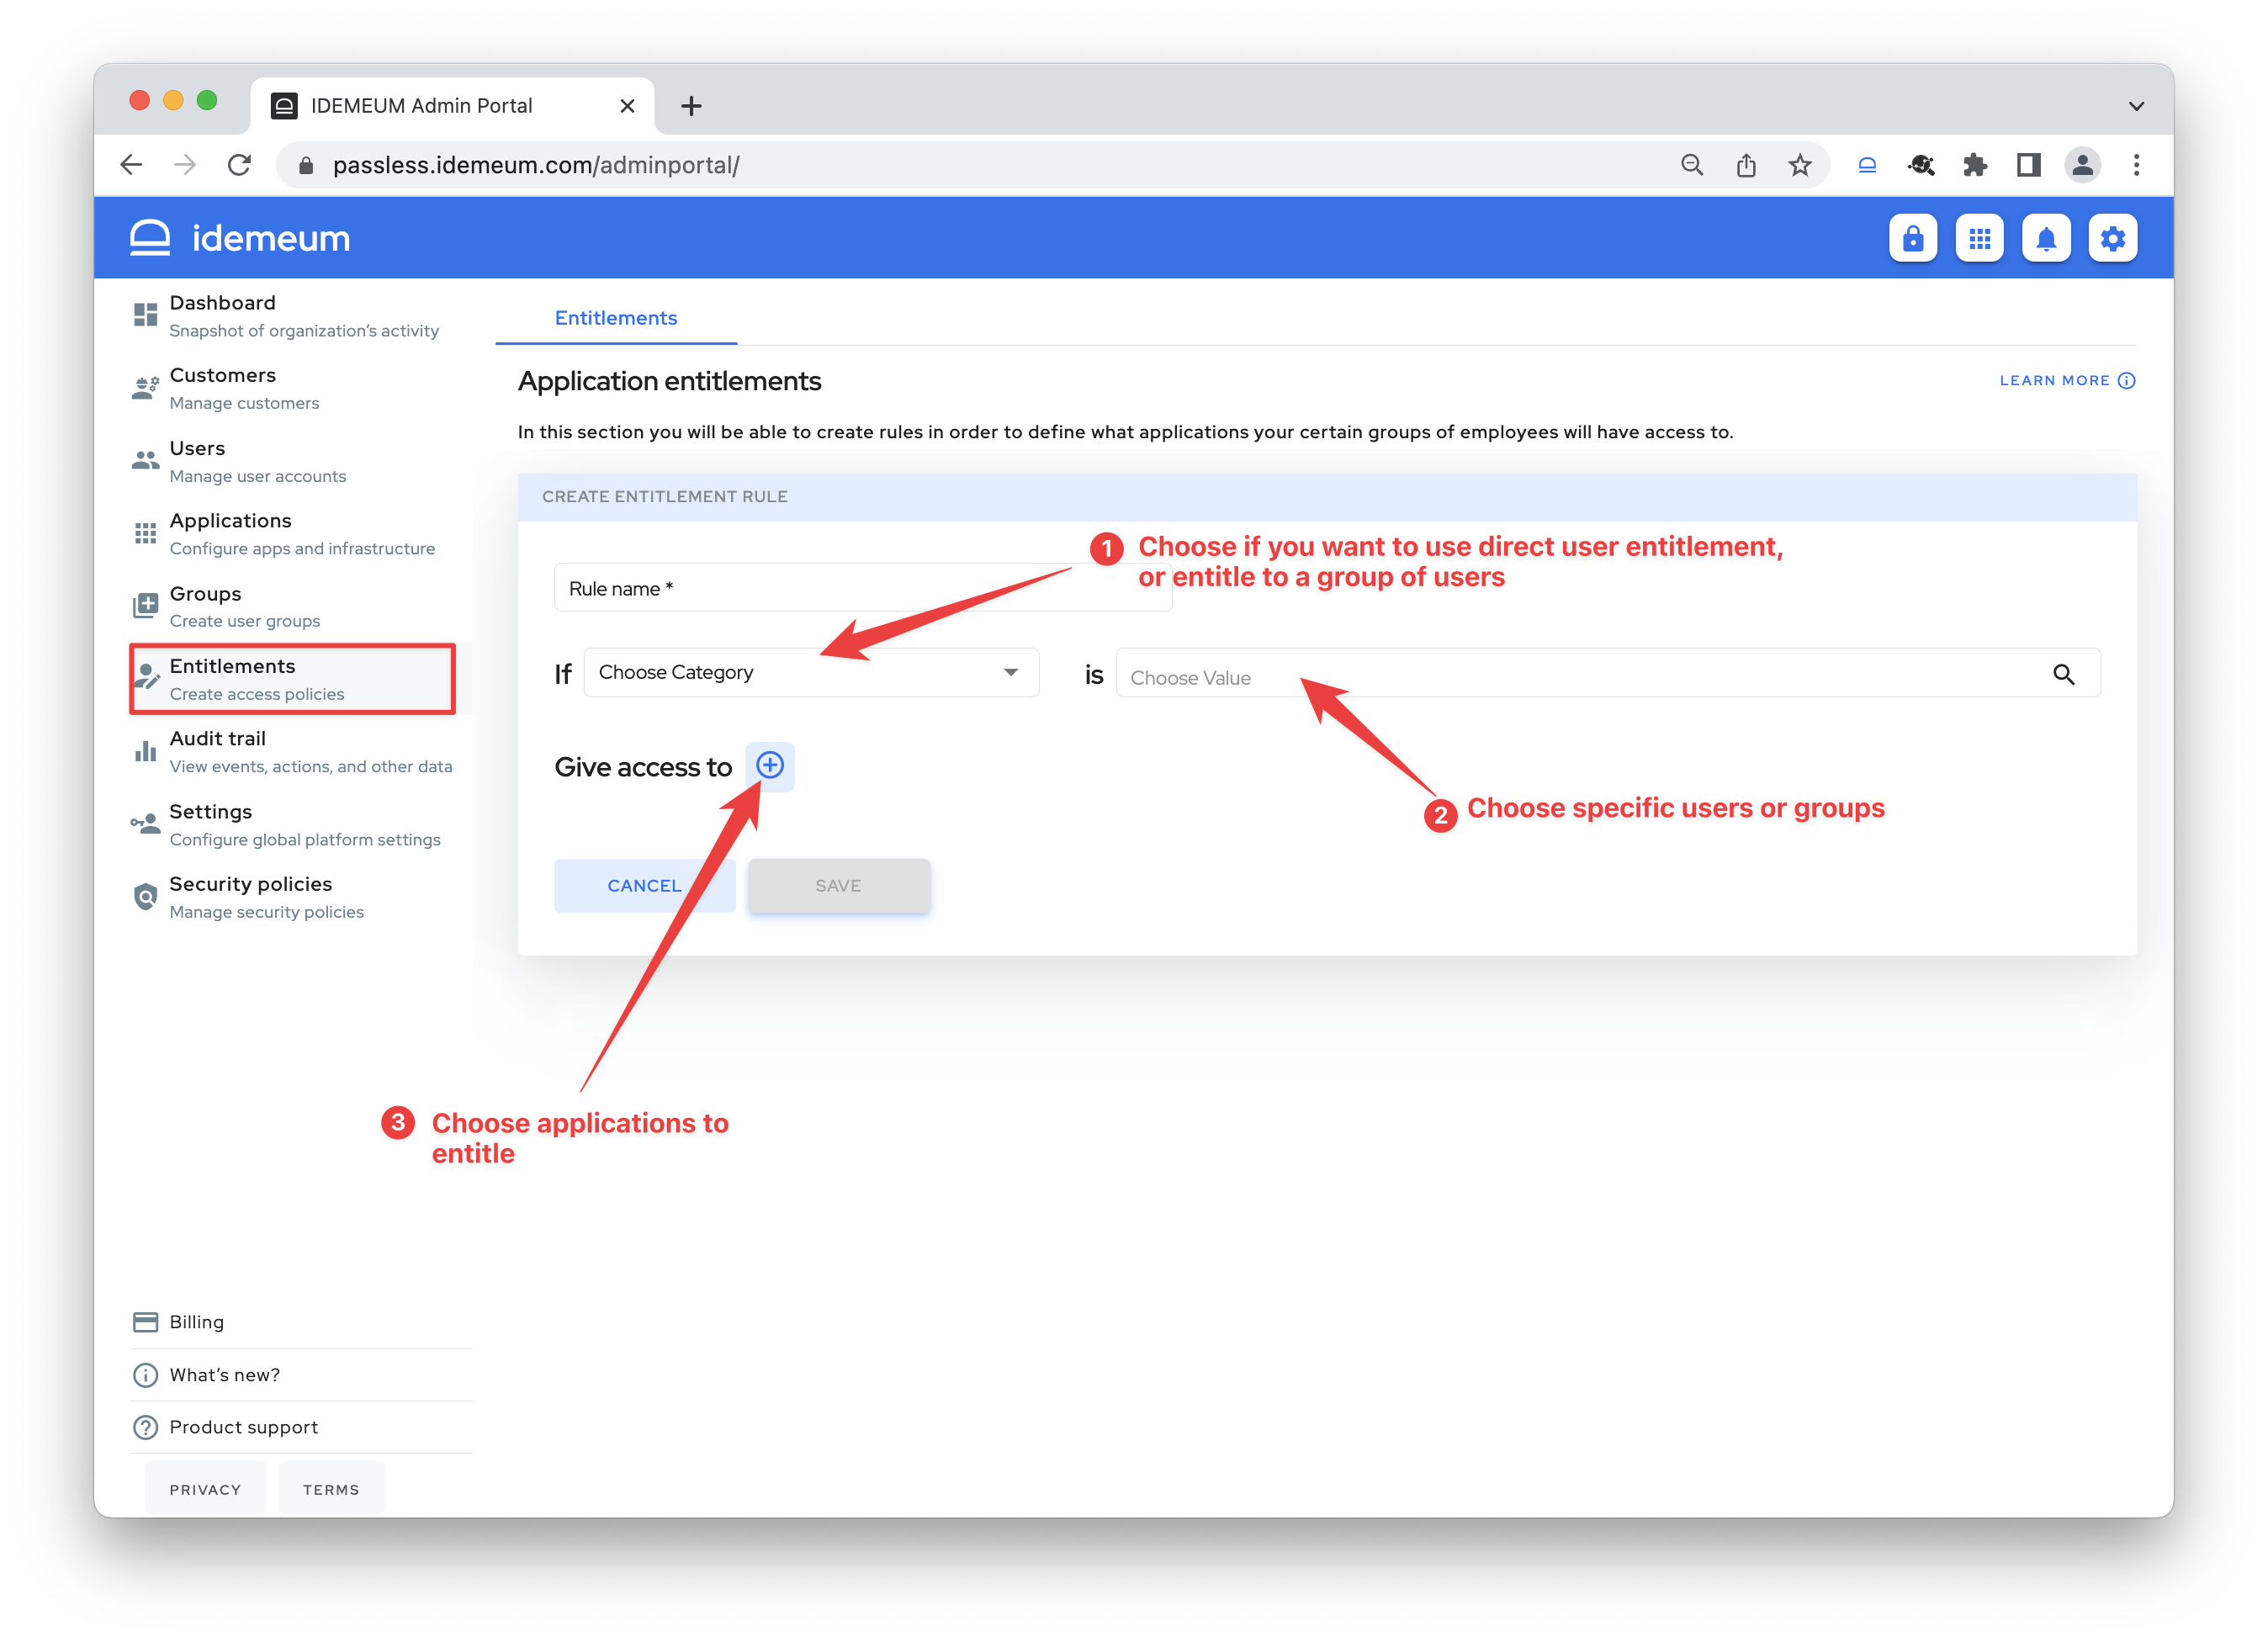 IDEMEUM Admin Portal
passless.idemeum.com/adminportal/
idemeum
Dashboard
Snapshot of organization's activity
Customers
Manage customers
Users
Manage user accounts
Applications
Configure apps and infrastructure
Groups
Create user groups
Entitlements
Create access policies
Audit trail
View events, actions, and other data
Settings
Configure global platform settings
Security policies
Manage security policies
Billing
What's new?
Product support
PRIVACY TERMS
Entitlements
Application entitlements
LEARN MORE
In this section you will be able to create rules in order to define what applications your certain groups of employees will have access to.
CREATE ENTITLEMENT RULE
1 Choose if you want to use direct user entitlement,
or entitle to a group of users
Rule name *
If Choose Category is Choose Value
Give access to
2 Choose specific users or groups
CANCEL SAVE
3 Choose applications to
entitle